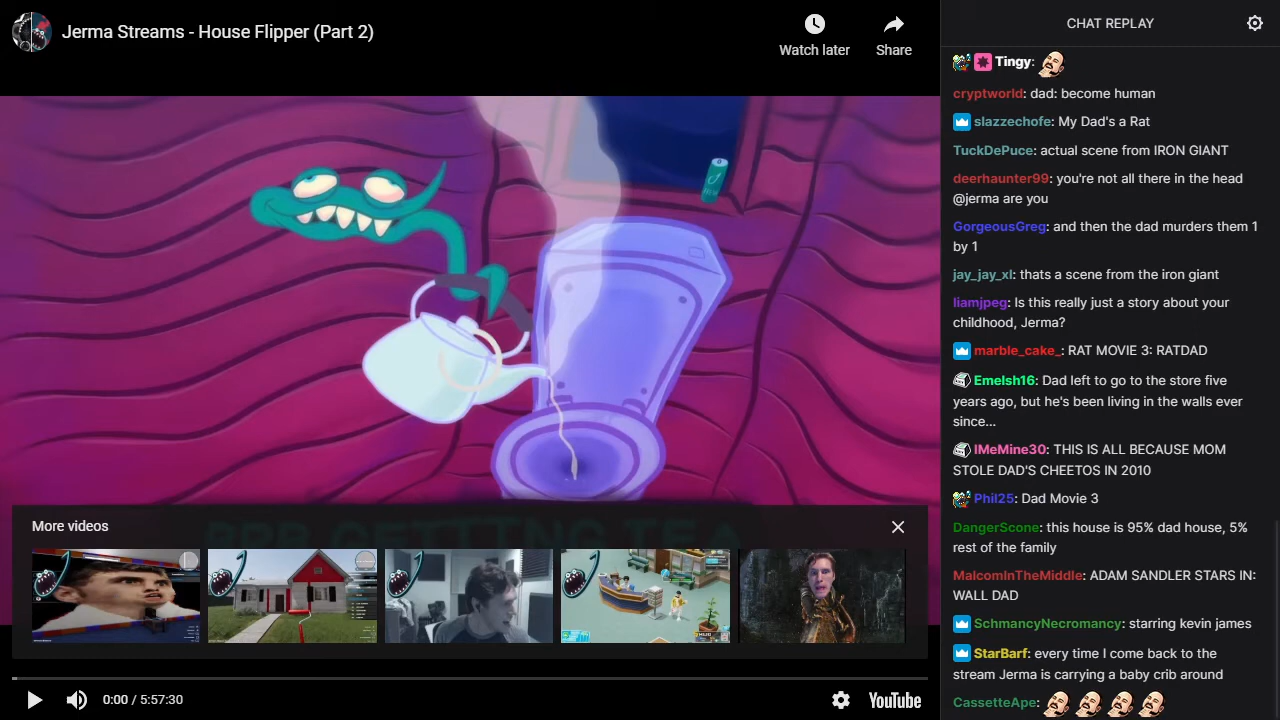 Jerma Streams - House Flipper (Part 2)
Watch later
Share
CHAT REPLAY
Tingy:
cryptworld: dad: become human
slazzechofe: My Dad's a Rat
TuckDePuce: actual scene from IRON GIANT
deerhaunter99: you're not all there in the head
@jerma are you
GorgeousGreg: and then the dad murders them 1
by 1
jay_jay_xl: thats a scene from the iron giant
liamjpeg: Is this really just a story about your
childhood, Jerma?
marble_cake_: RAT MOVIE 3: RATDAD
Emelsh16: Dad left to go to the store five
years ago, but he's been living in the walls ever
since...
IMeMine30: THIS IS ALL BECAUSE MOM
STOLE DAD'S CHEETOS IN 2010
Phil25: Dad Movie 3
DangerScone: this house is 95% dad house, 5%
rest of the family
MalcomInTheMiddle: ADAM SANDLER STARS IN:
WALL DAD
SchmancyNecromancy: starring kevin james
StarBarf: every time I come back to the
stream Jerma is carrying a baby crib around
CassetteApe:
BRB GETTING TEA
More videos
0:00 / 5:57:30
YouTube